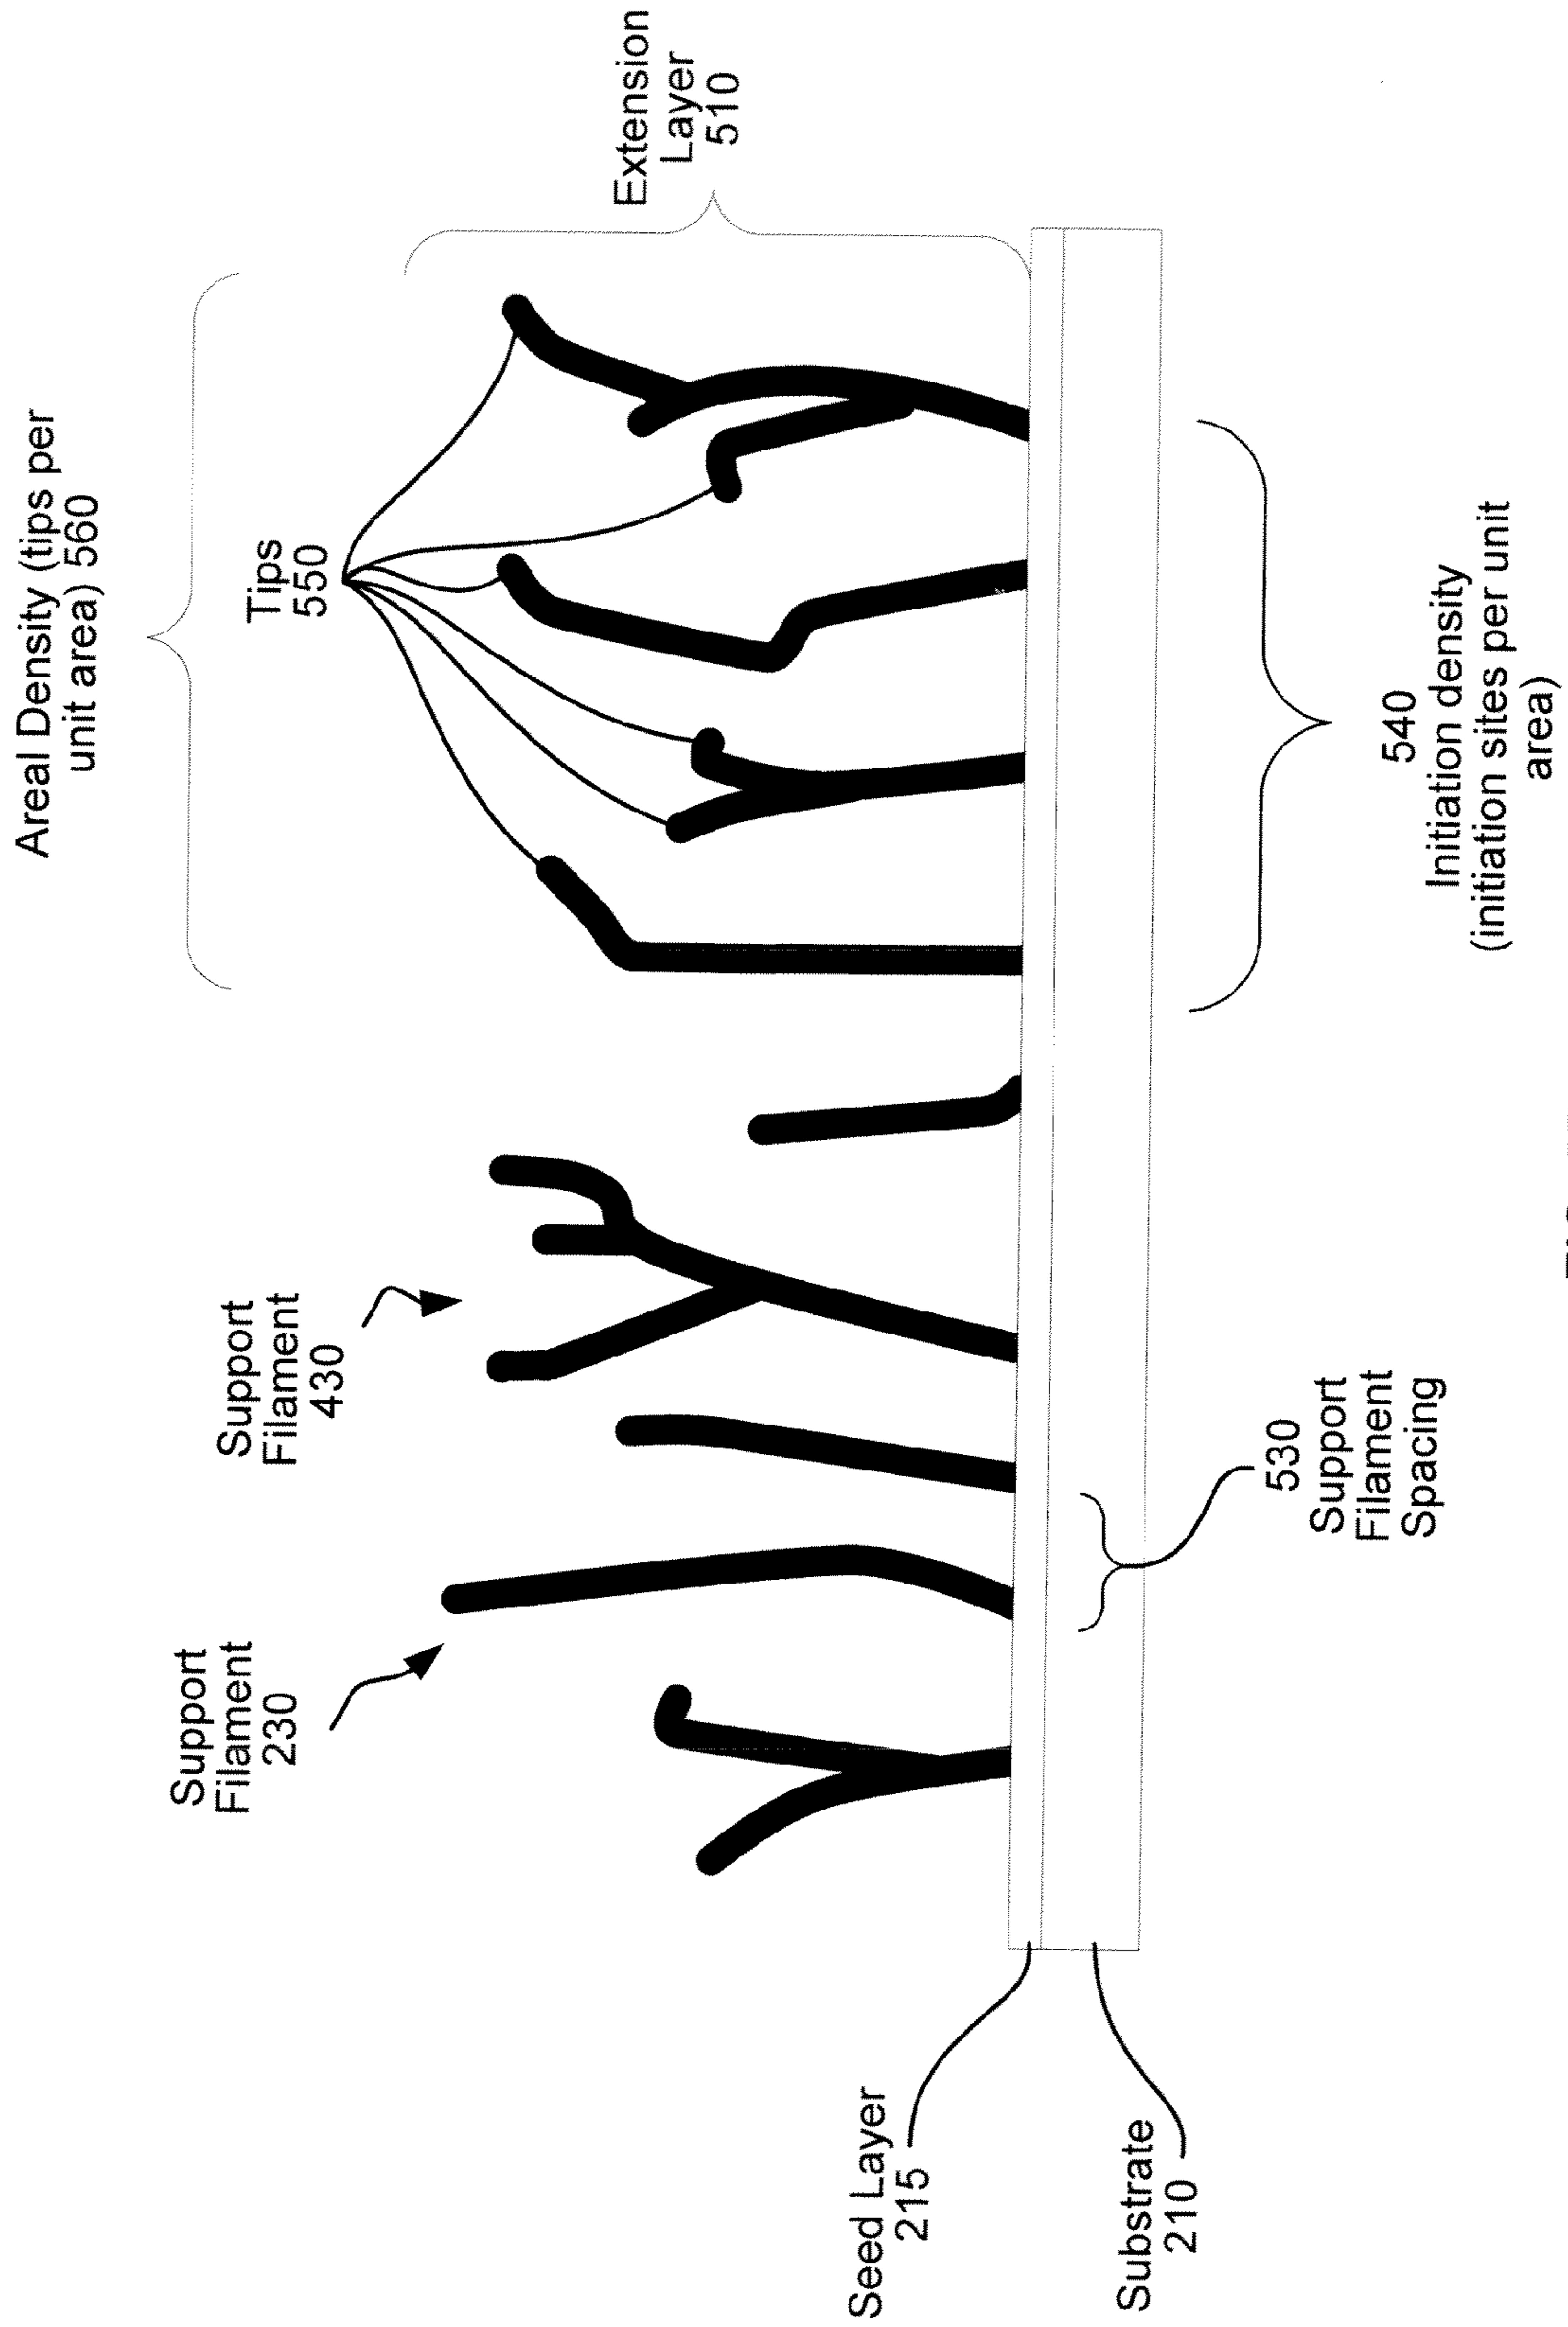 Areal Density (tips per
unit area) 560
Tips
550
Extension
Layer
510
Support
Filament
430
Support
Filament
230
540
Initiation density
(initiation sites per unit
area)
530
Support
Filament
Spacing
Seed Layer
215
Substrate
210